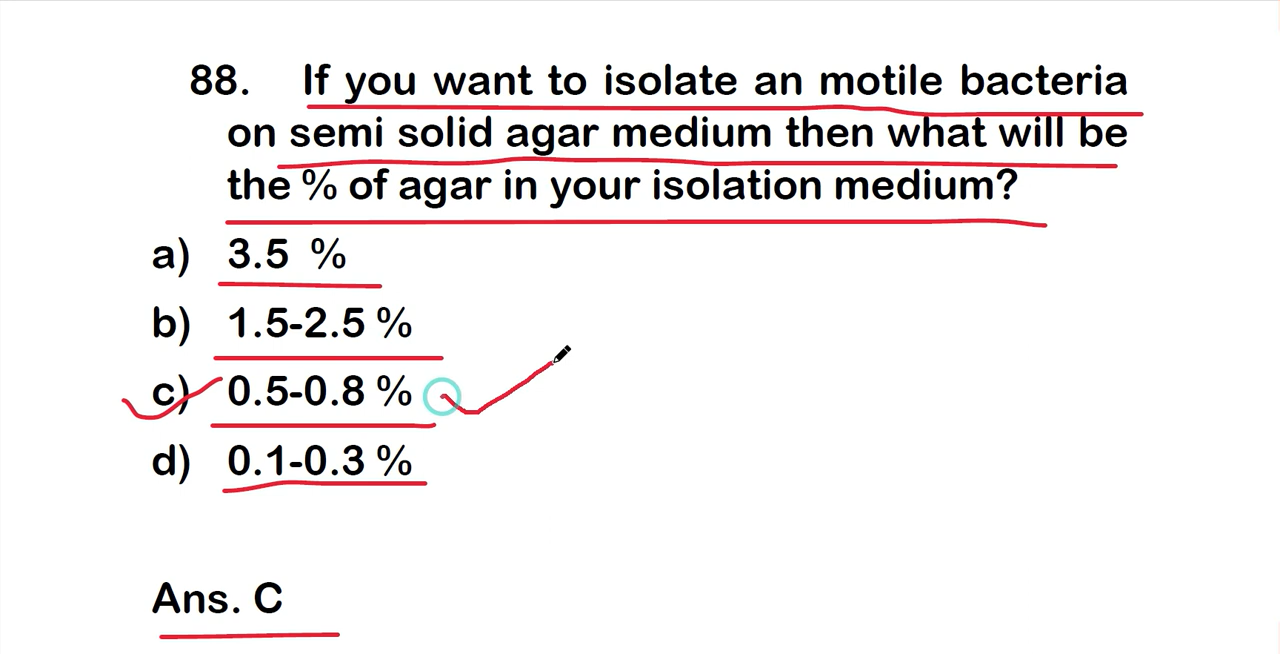 88. If you want to isolate an motile bacteria
on semi solid agar medium then what will be
the % of agar in your isolation medium?
a) 3.5 %
b) 1.5-2.5 %
c) 0.5-0.8 %
d) 0.1-0.3 %
Ans. C